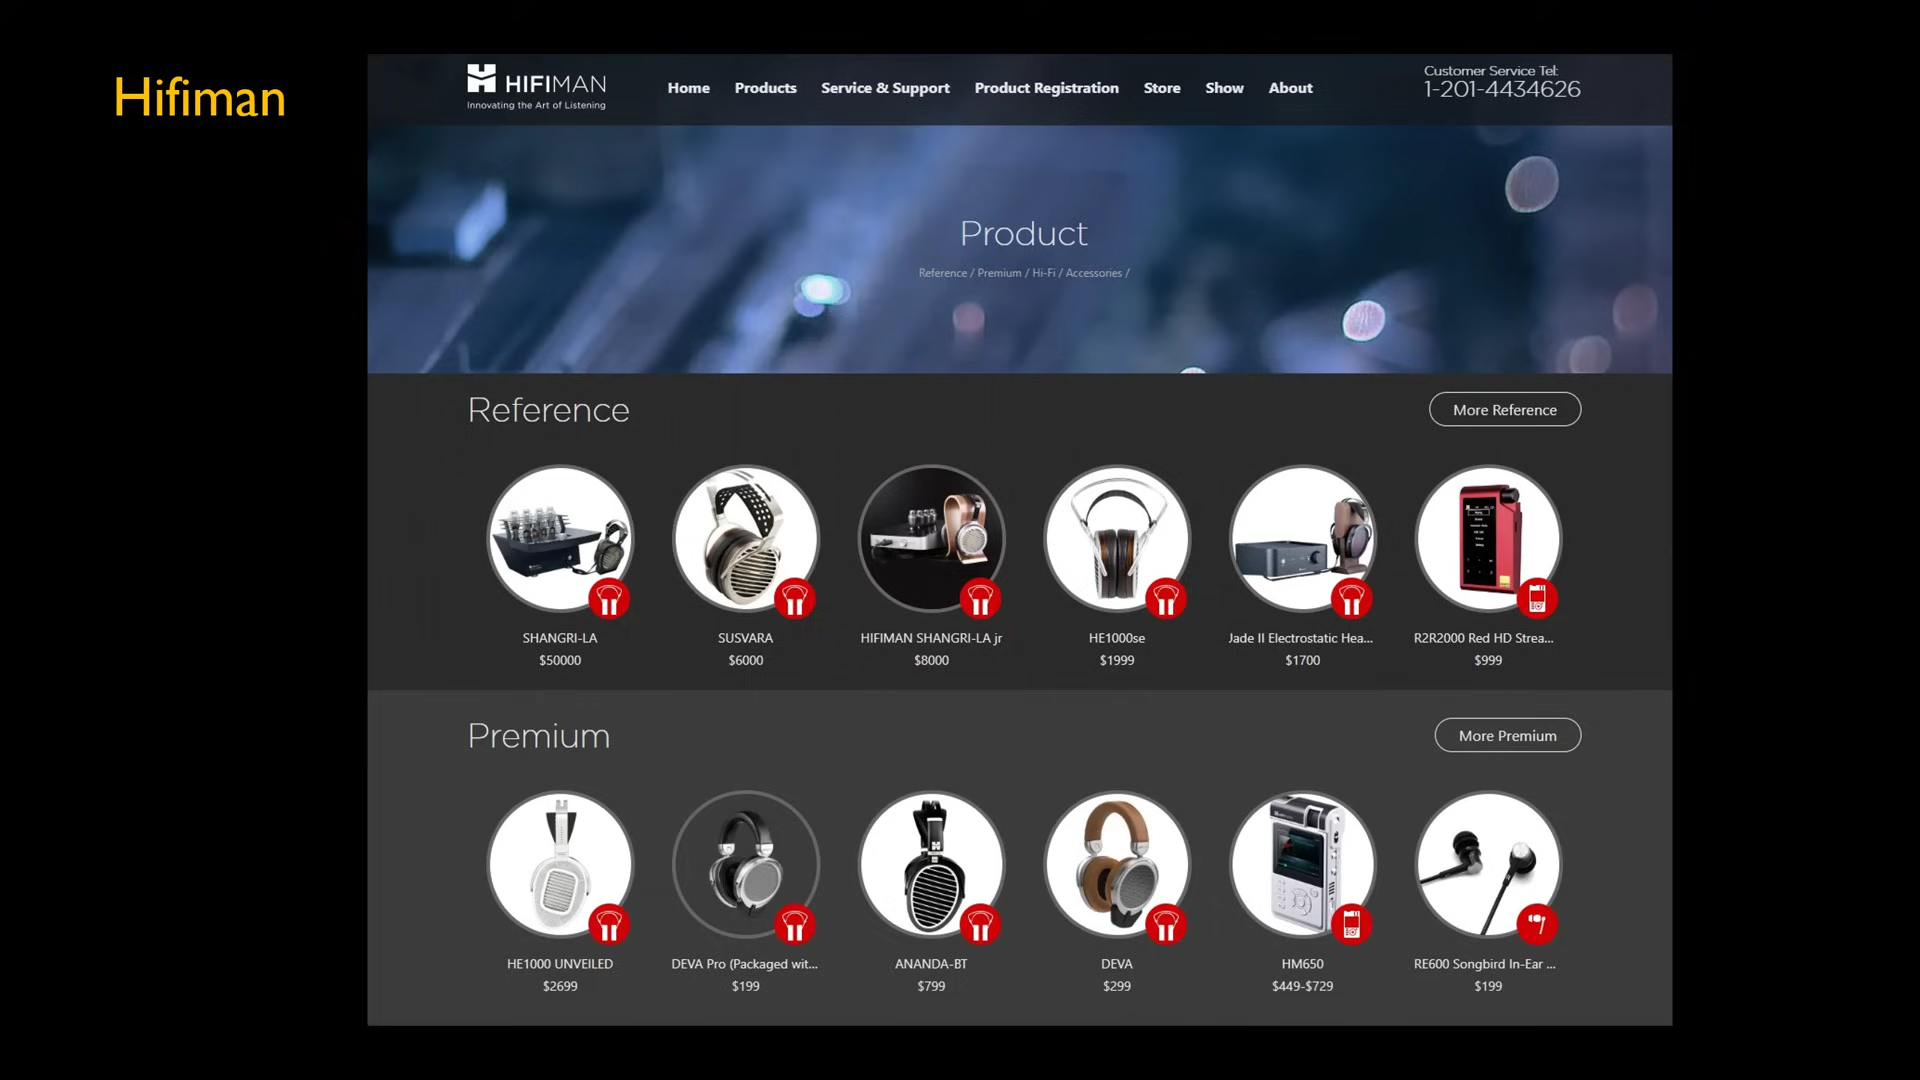 Hifiman
HIFIMAN
Innovating the Art of Listening
Home Products Service & Support Product Registration Store Show About
Customer Service Tel:
1-201-4434626
Product
Reference / Premium / Hi-Fi / Accessories /
Reference
More Reference
SHANGRI-LA
$50000
SUSVARA
$6000
HIFIMAN SHANGRI-LA jr
$8000
HE1000se
$1999
Jade II Electrostatic Hea...
$1700
R2R2000 Red HD Strea...
$999
Premium
More Premium
HE1000 UNVEILED
$2699
DEVA Pro (Packaged wit...
$199
ANANDA-BT
$799
DEVA
$299
HM650
$449-$729
RE600 Songbird In-Ear ...
$199